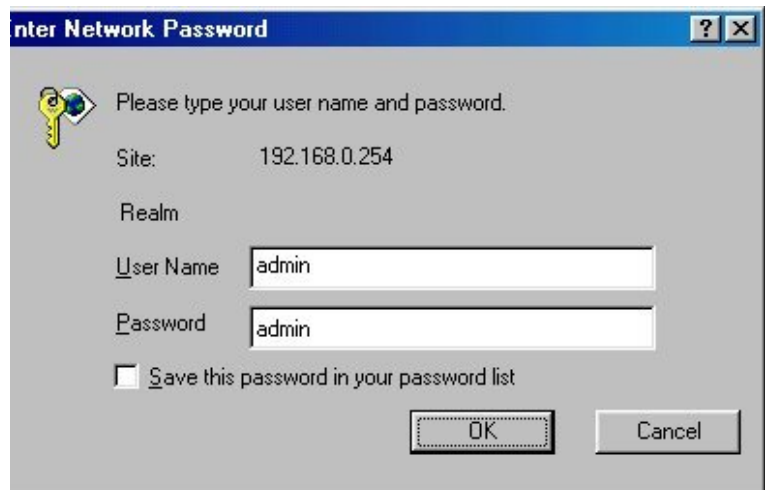 nter Network Password
Please type your user name and password.
Site: 192.168.0.254
Realm
User Name admin
Password admin
Save this password in your password list
OK Cancel